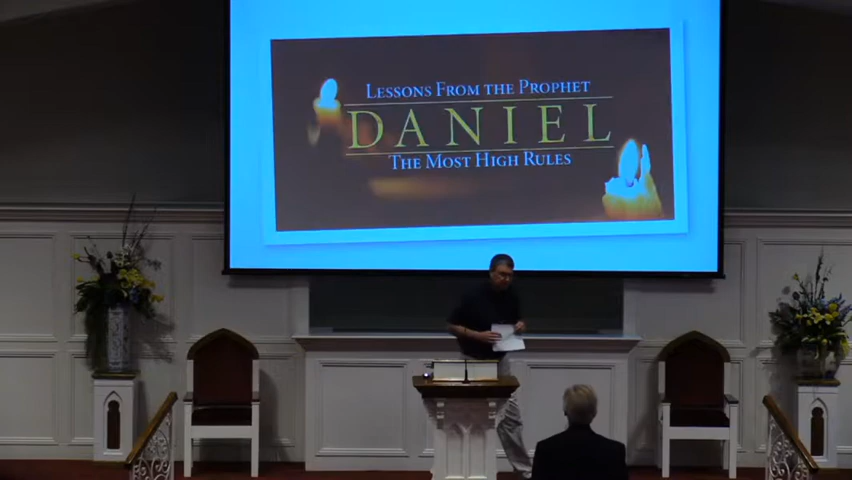 LESSONS FROM THE PROPHET
DANIEL
THE MOST HIGH RULES